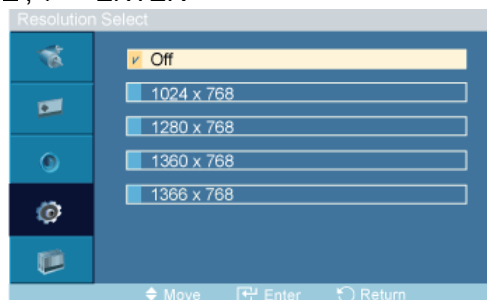 Resolution Select
Off
1024 x 768
1280 x 768
1360 x 768
1366 x 768
Move Enter Return